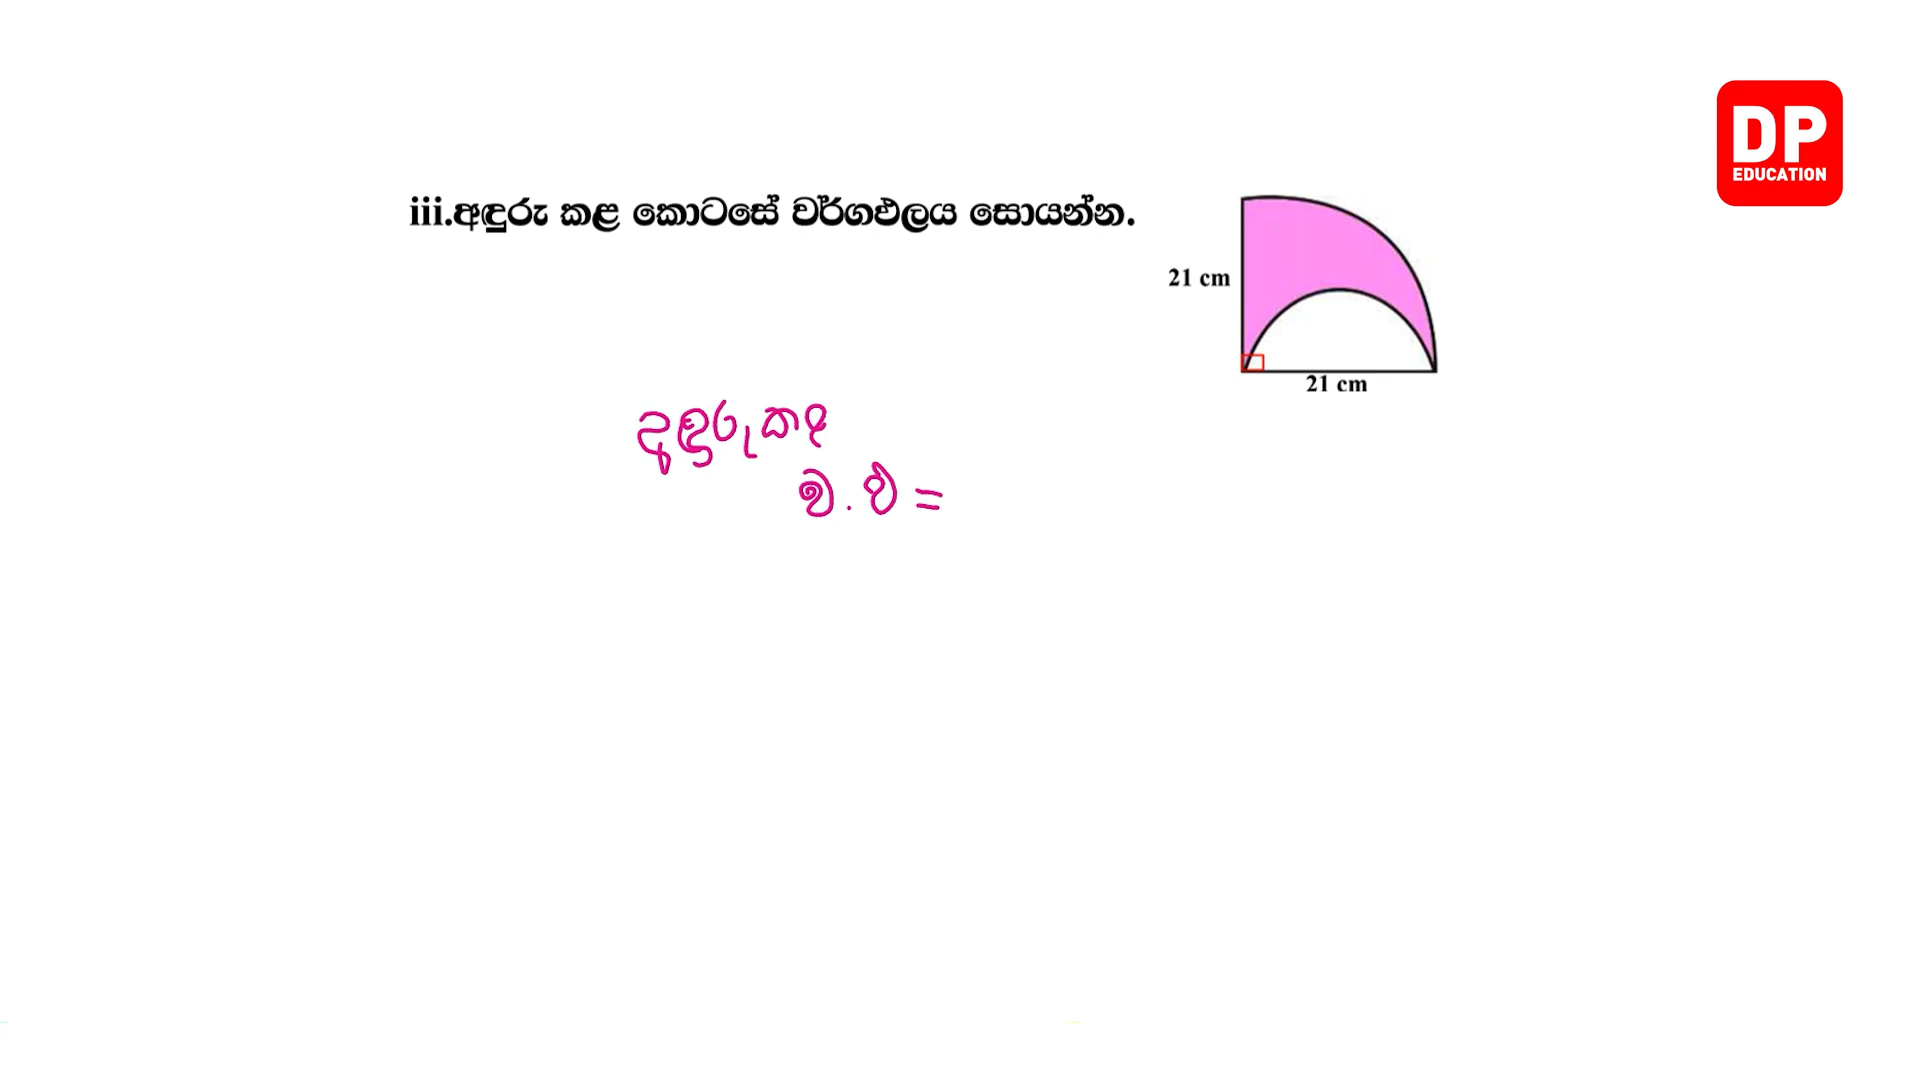 DP
EDUCATION
iii.අඳුරු කළ කොටසේ වර්ගඵලය සොයන්න.
21 cm
21 cm
අඳුරු කළ
ව.ඵ =